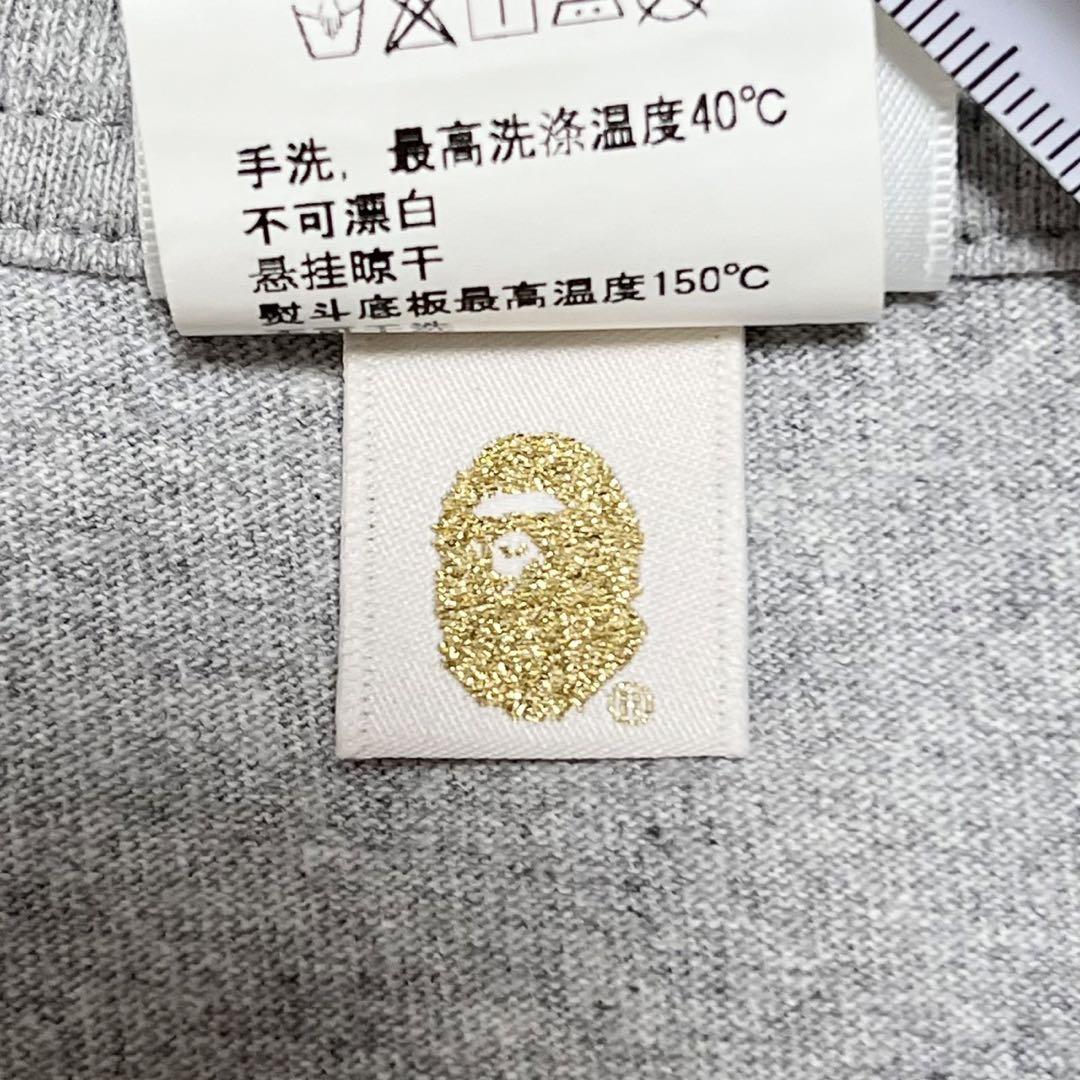 手洗，最高洗涤温度40℃
不可漂白
悬挂晾干
熨斗底板最高温度150℃